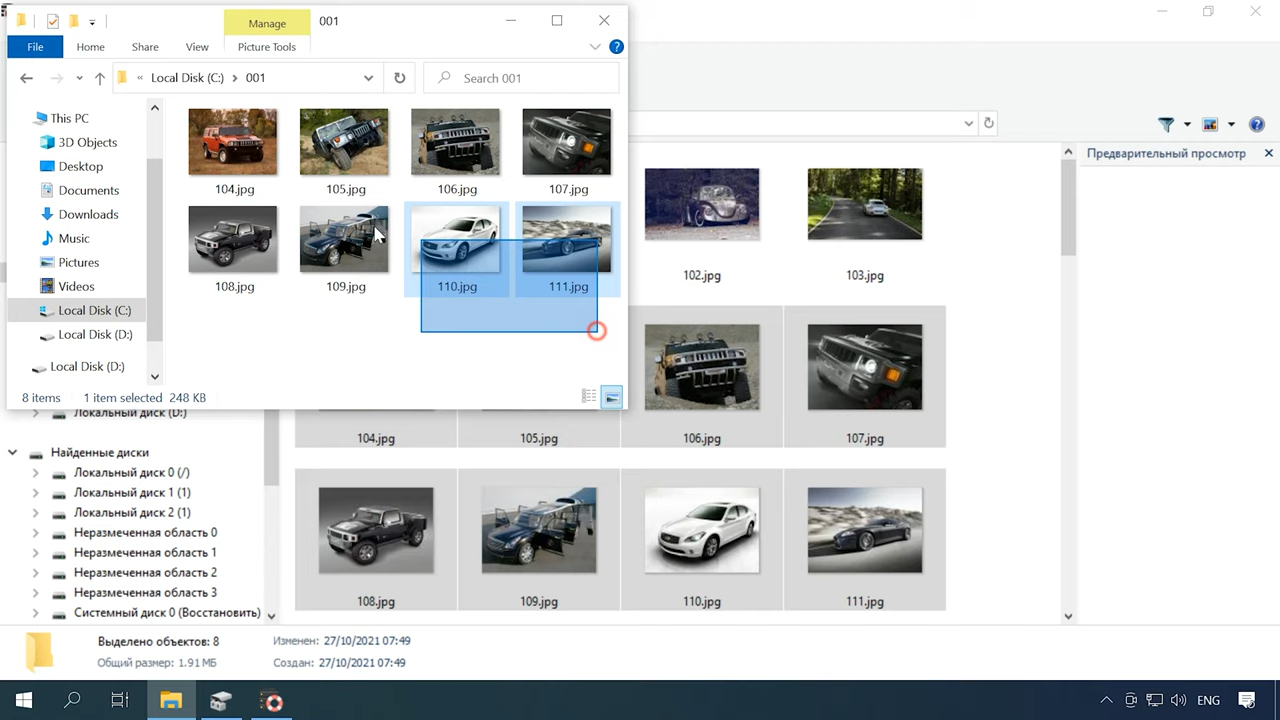 Manage
001
File
Home
Share
View
Picture Tools
« Local Disk (C:) > 001
Search 001
This PC
3D Objects
Desktop
Documents
Downloads
Music
Pictures
Videos
Local Disk (C:)
Local Disk (D:)
Local Disk (D:)
104.jpg
105.jpg
106.jpg
107.jpg
108.jpg
109.jpg
110.jpg
111.jpg
8 items 1 item selected 248 KB
Предварительный просмотр
102.jpg
103.jpg
104.jpg
105.jpg
106.jpg
107.jpg
108.jpg
109.jpg
110.jpg
111.jpg
Локальный диск (D:)
Найденные диски
Локальный диск 0 (/)
Локальный диск 1 (1)
Локальный диск 2 (1)
Неразмеченная область 0
Неразмеченная область 1
Неразмеченная область 2
Неразмеченная область 3
Системный диск 0 (Восстановить)
Выделено объектов: 8
Общий размер: 1.91 МБ
Изменен: 27/10/2021 07:49
Создан: 27/10/2021 07:49
ENG